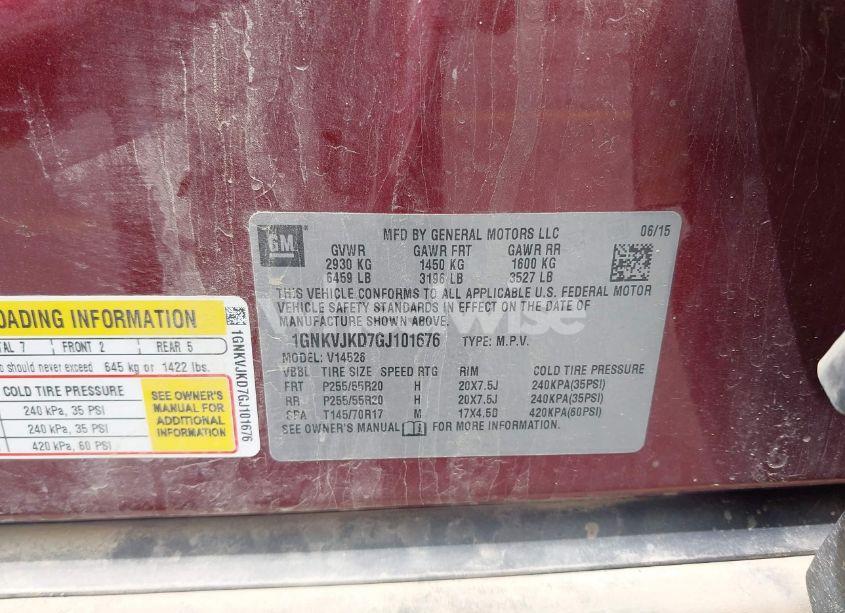 GM
MFD BY GENERAL MOTORS LLC
06/15
GVWR GAWR FRT GAWR RR
2930 KG 1450 KG 1600 KG
6459 LB 3196 LB 3527 LB
THIS VEHICLE CONFORMS TO ALL APPLICABLE U.S. FEDERAL MOTOR
VEHICLE SAFETY STANDARDS IN EFFECT ON THE DATE OF
MANUFACTURE SHOWN ABOVE.
1GNKVJKD7GJ101676 TYPE: M.P.V.
MODEL: V14526
VBBL TIRE SIZE SPEED RTG RIM COLD TIRE PRESSURE
FRT P255/55R20 H 20X7.5J 240KPA(35PSI)
RR P255/55R20 H 20X7.5J 240KPA(35PSI)
SPA T145/70R17 M 17X4.5B 420KPA(60PSI)
SEE OWNER'S MANUAL FOR MORE INFORMATION.
OADING INFORMATION
TAL 7 FRONT 2 REAR 5
o should never exceed 645 kg or 1422 lbs.
COLD TIRE PRESSURE
240 kPa, 35 PSI
240 kPa, 35 PSI
420 kPa, 60 PSI
SEE OWNER'S
MANUAL FOR
ADDITIONAL
INFORMATION
1GNKVJKD7GJ101676